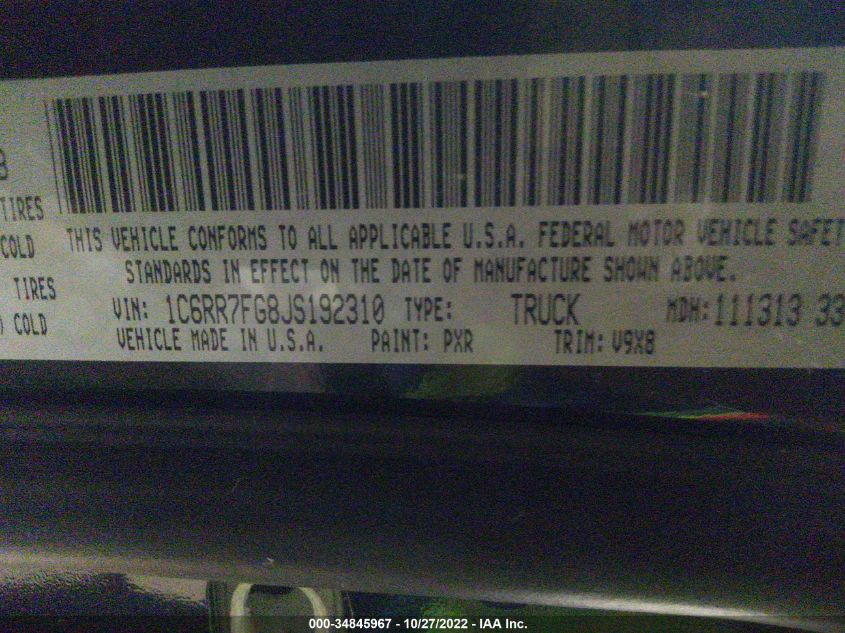 8
TIRES
COLD
TIRES
) COLD
THIS VEHICLE CONFORMS TO ALL APPLICABLE U.S.A. FEDERAL MOTOR VEHICLE SAFET
STANDARDS IN EFFECT ON THE DATE OF MANUFACTURE SHOWN ABOVE.
VIN: 1C6RR7FG8JS192310 TYPE: TRUCK MDH:111313 33
VEHICLE MADE IN U.S.A. PAINT: PXR TRIM: V9X8
000-34845967 - 10/27/2022 - IAA Inc.